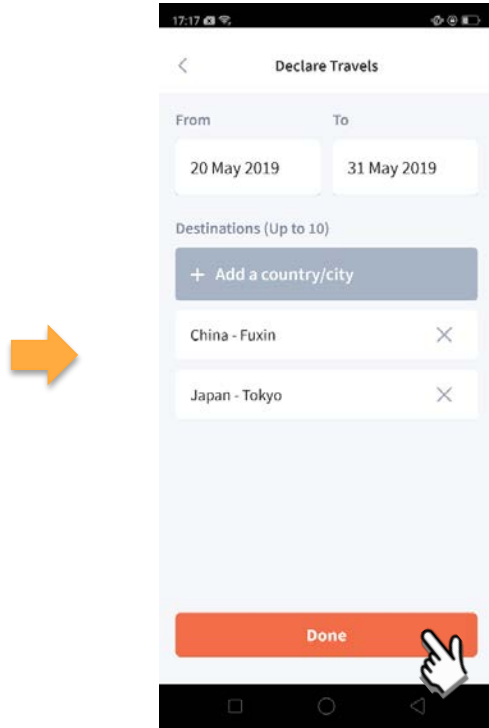 17:17
Declare Travels
From To
20 May 2019 31 May 2019
Destinations (Up to 10)
+ Add a country/city
China - Fuxin
Japan - Tokyo
Done